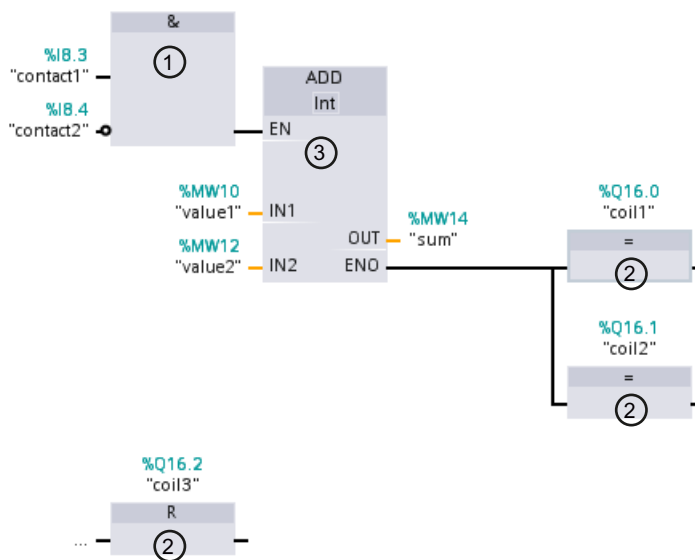 &
1
%I8.3
"contact1"
%I8.4
"contact2"
ADD
Int
EN
3
%MW10
"value1"
IN1
%MW12
"value2"
IN2
OUT
%MW14
"sum"
ENO
%Q16.0
"coil1"
=
2
%Q16.1
"coil2"
=
2
%Q16.2
"coil3"
R
...
2